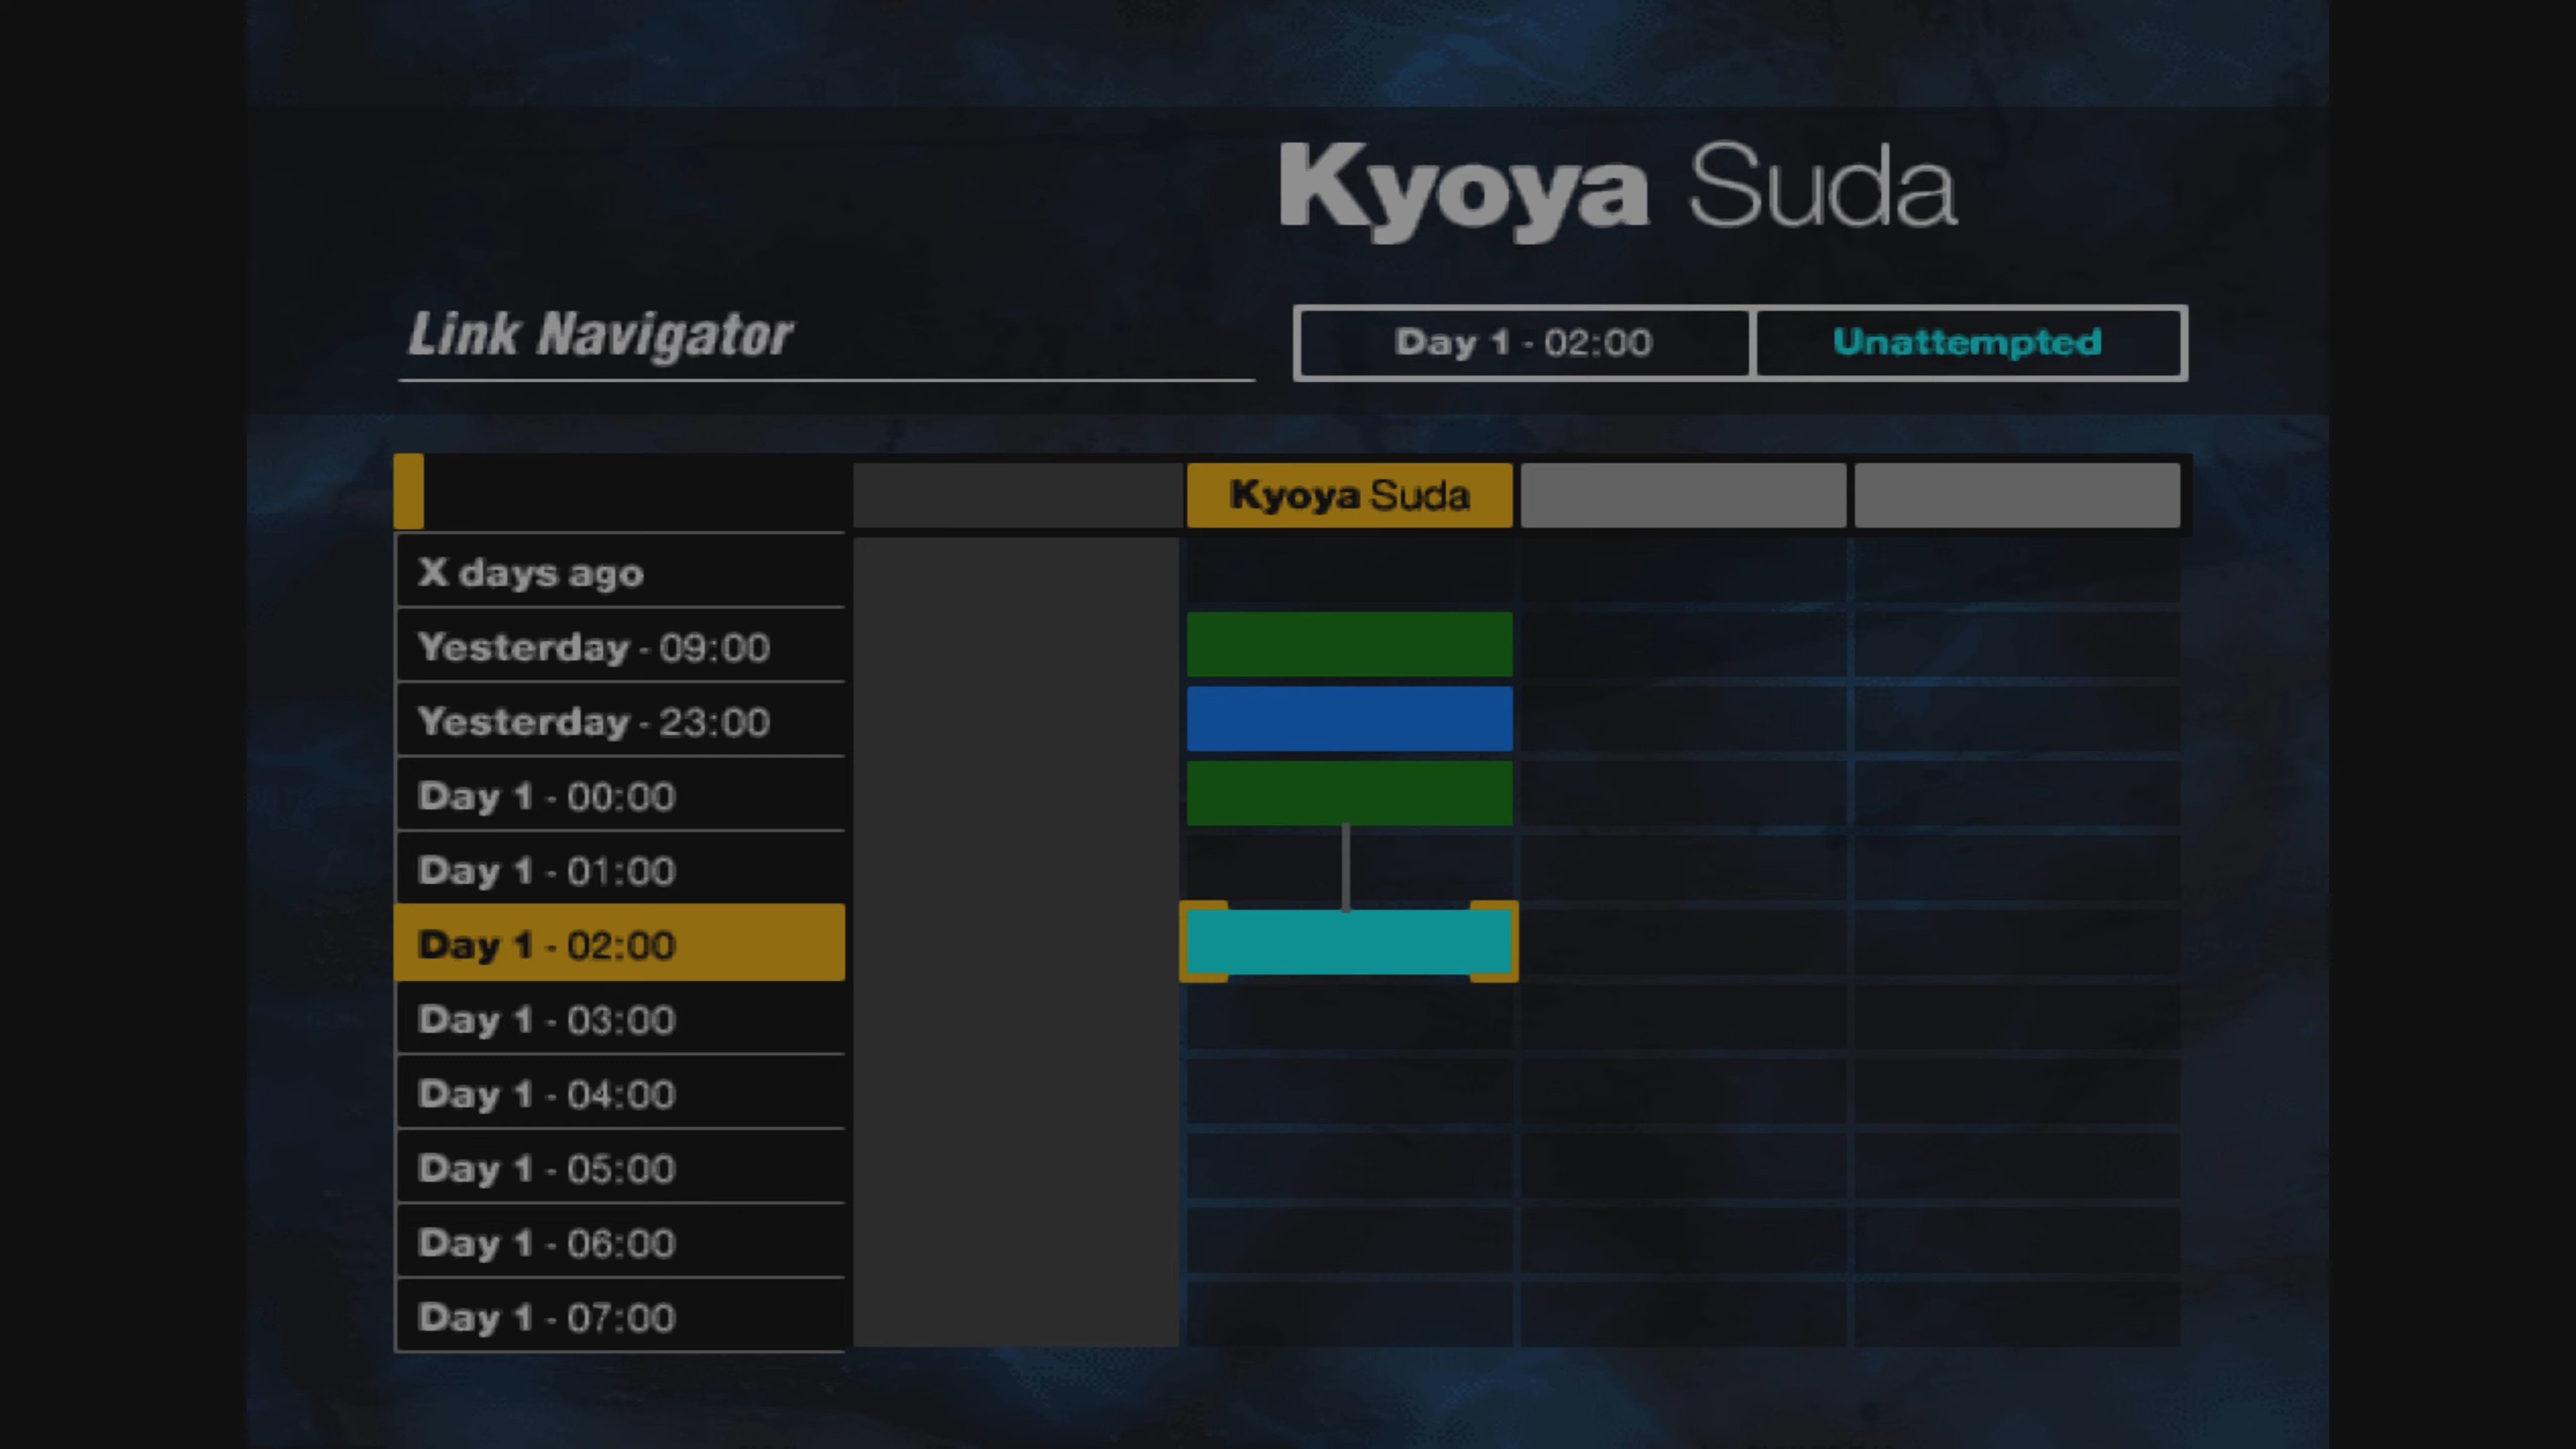 Kyoya Suda
Link Navigator
Day 1 - 02:00
Unattempted
Kyoya Suda
X days ago
Yesterday - 09:00
Yesterday - 23:00
Day 1 - 00:00
Day 1 - 01:00
Day 1 - 02:00
Day 1 - 03:00
Day 1 - 04:00
Day 1 - 05:00
Day 1 - 06:00
Day 1 - 07:00